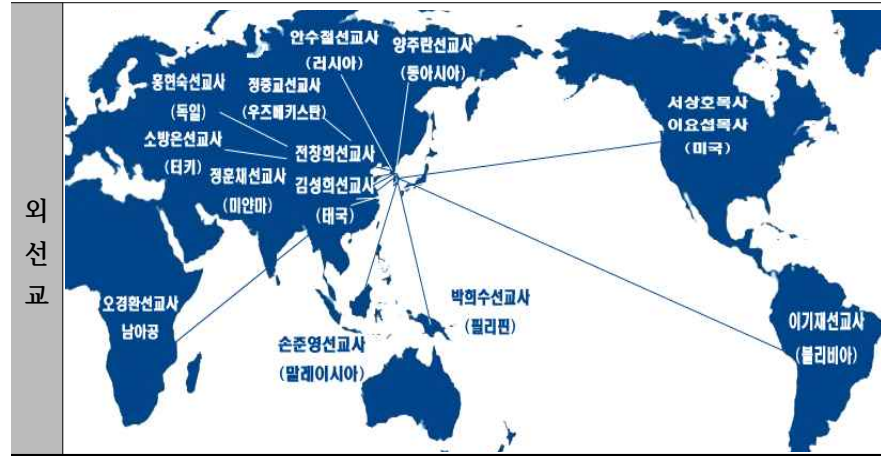 외
선
교
안수철선교사
(러시아)
양주란선교사
(동아시아)
홍현숙선교사
(독일)
정중교선교사
(우즈베키스탄)
서상호목사
이요섭목사
(미국)
소방은선교사
(터키)
전창희선교사
정훈채선교사
(미얀마)
김성희선교사
(태국)
오경환선교사
남아공
박희수선교사
(필리핀)
손준영선교사
(말레이시아)
이기재선교사
(볼리비아)